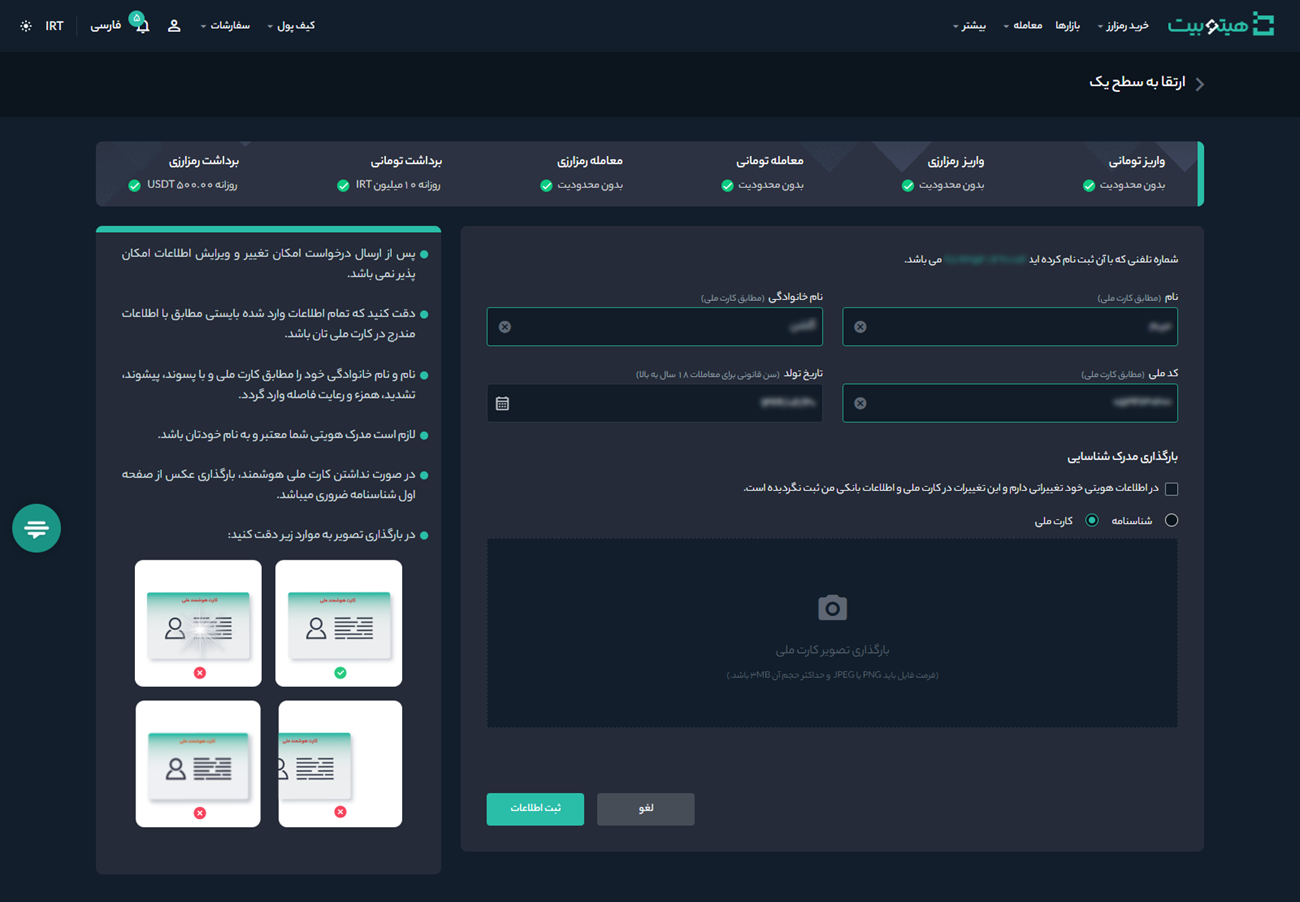 هیتوبیت
خرید رمزارز
بازارها
معامله
بیشتر
کیف پول
سفارشات
۵
فارسی
IRT
ارتقا به سطح یک
واریز تومانی
بدون محدودیت
واریز رمزارزی
بدون محدودیت
معامله تومانی
بدون محدودیت
معامله رمزارزی
بدون محدودیت
برداشت تومانی
روزانه ۱۰ میلیون IRT
برداشت رمزارزی
روزانه ۵۰۰.۰۰ USDT
شماره تلفنی که با آن ثبت نام کرده اید می باشد.
نام (مطابق کارت ملی)
نام خانوادگی (مطابق کارت ملی)
کد ملی (مطابق کارت ملی)
تاریخ تولد (سن قانونی برای معاملات ۱۸ سال به بالا)
بارگذاری مدرک شناسایی
در اطلاعات هویتی خود تغییراتی دارم و این تغییرات در کارت ملی و اطلاعات بانکی من ثبت نگردیده است.
شناسنامه
کارت ملی
بارگذاری تصویر کارت ملی
(فرمت فایل باید PNG یا JPEG و حداکثر حجم آن ۳MB باشد.)
لغو
ثبت اطلاعات
پس از ارسال درخواست امکان تغییر و ویرایش اطلاعات امکان
پذیر نمی باشد.
دقت کنید که تمام اطلاعات وارد شده بایستی مطابق با اطلاعات
مندرج در کارت ملی تان باشد.
نام و نام خانوادگی خود را مطابق کارت ملی و با پسوند، پیشوند،
تشدید، همزه و رعایت فاصله وارد گردد.
لازم است مدرک هویتی شما معتبر و به نام خودتان باشد.
در صورت نداشتن کارت ملی هوشمند، بارگذاری عکس از صفحه
اول شناسنامه ضروری میباشد.
در بارگذاری تصویر به موارد زیر دقت کنید:
کارت هوشمند ملی
کارت هوشمند ملی
کارت هوشمند ملی
کارت هوشمند ملی